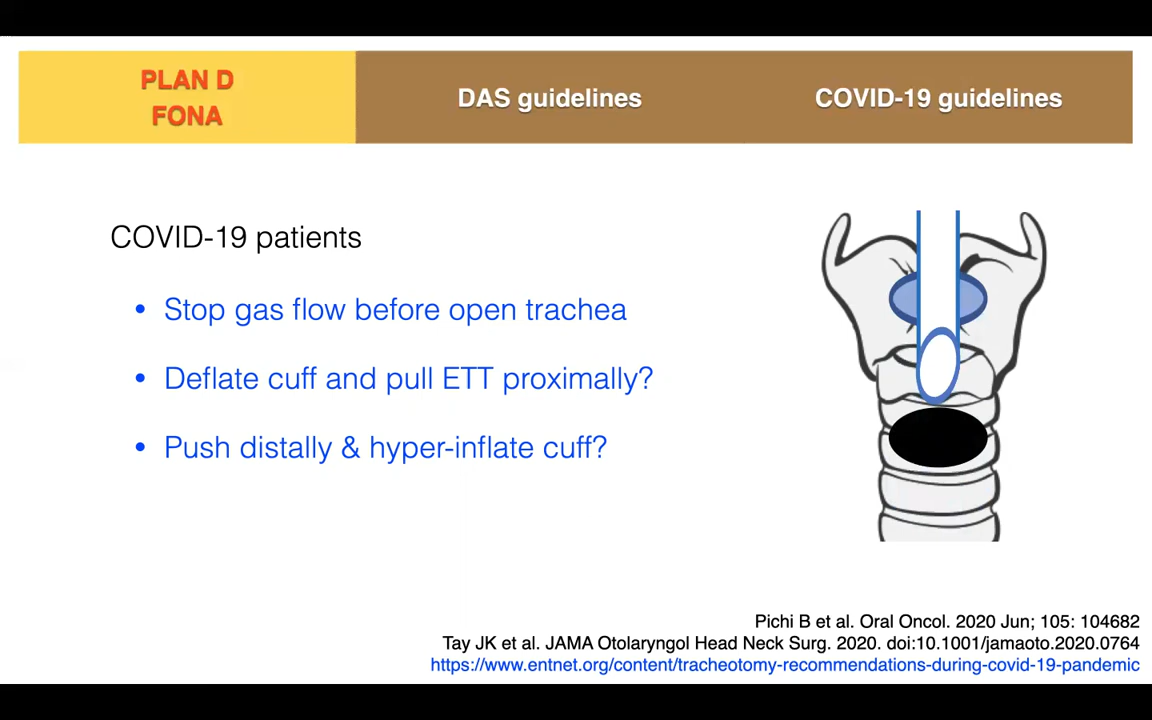 PLAN D
FONA
DAS guidelines
COVID-19 guidelines
COVID-19 patients
• Stop gas flow before open trachea
• Deflate cuff and pull ETT proximally?
• Push distally & hyper-inflate cuff?
Pichi B et al. Oral Oncol. 2020 Jun; 105: 104682
Tay JK et al. JAMA Otolaryngol Head Neck Surg. 2020. doi:10.1001/jamaoto.2020.0764
https://www.entnet.org/content/tracheotomy-recommendations-during-covid-19-pandemic